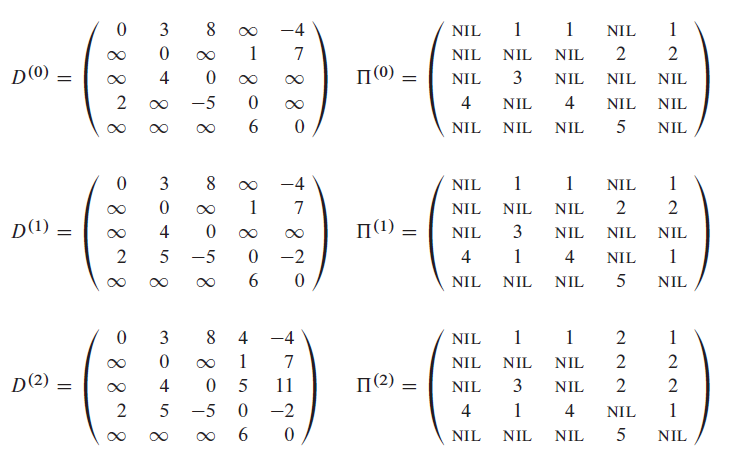 0 3 8 ∞ −4 NIL 1 1 NIL 1
∞ 0 ∞ 1 7 NIL NIL NIL 2 2
D(0) = ∞ 4 0 ∞ ∞ Π(0) = NIL 3 NIL NIL NIL
2 ∞ −5 0 ∞ 4 NIL 4 NIL NIL
∞ ∞ ∞ 6 0 NIL NIL NIL 5 NIL
0 3 8 ∞ −4 NIL 1 1 NIL 1
∞ 0 ∞ 1 7 NIL NIL NIL 2 2
D(1) = ∞ 4 0 ∞ ∞ Π(1) = NIL 3 NIL NIL NIL
2 5 −5 0 −2 4 1 4 NIL 1
∞ ∞ ∞ 6 0 NIL NIL NIL 5 NIL
0 3 8 4 −4 NIL 1 1 2 1
∞ 0 ∞ 1 7 NIL NIL NIL 2 2
D(2) = ∞ 4 0 5 11 Π(2) = NIL 3 NIL 2 2
2 5 −5 0 −2 4 1 4 NIL 1
∞ ∞ ∞ 6 0 NIL NIL NIL 5 NIL